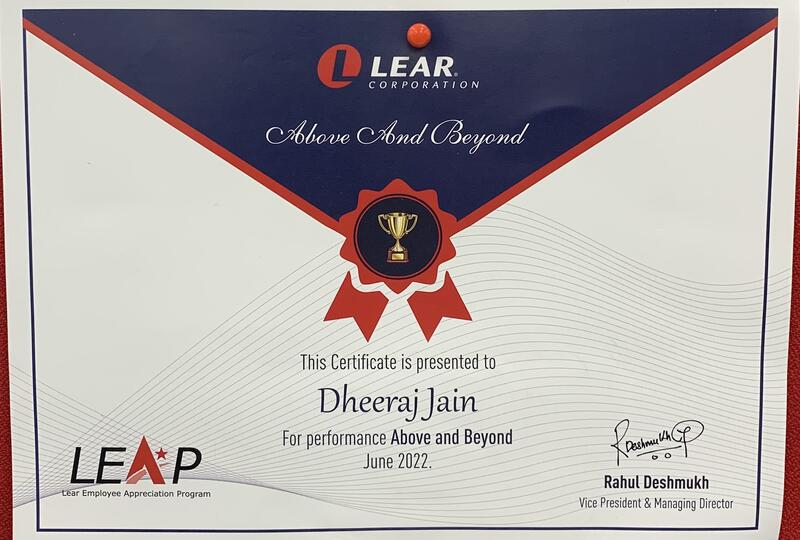 LEAR®
CORPORATION
Above And Beyond
This Certificate is presented to
Dheeraj Jain
For performance Above and Beyond
June 2022.
LEAP
Lear Employee Appreciation Program
RDeshmukh
Rahul Deshmukh
Vice President & Managing Director